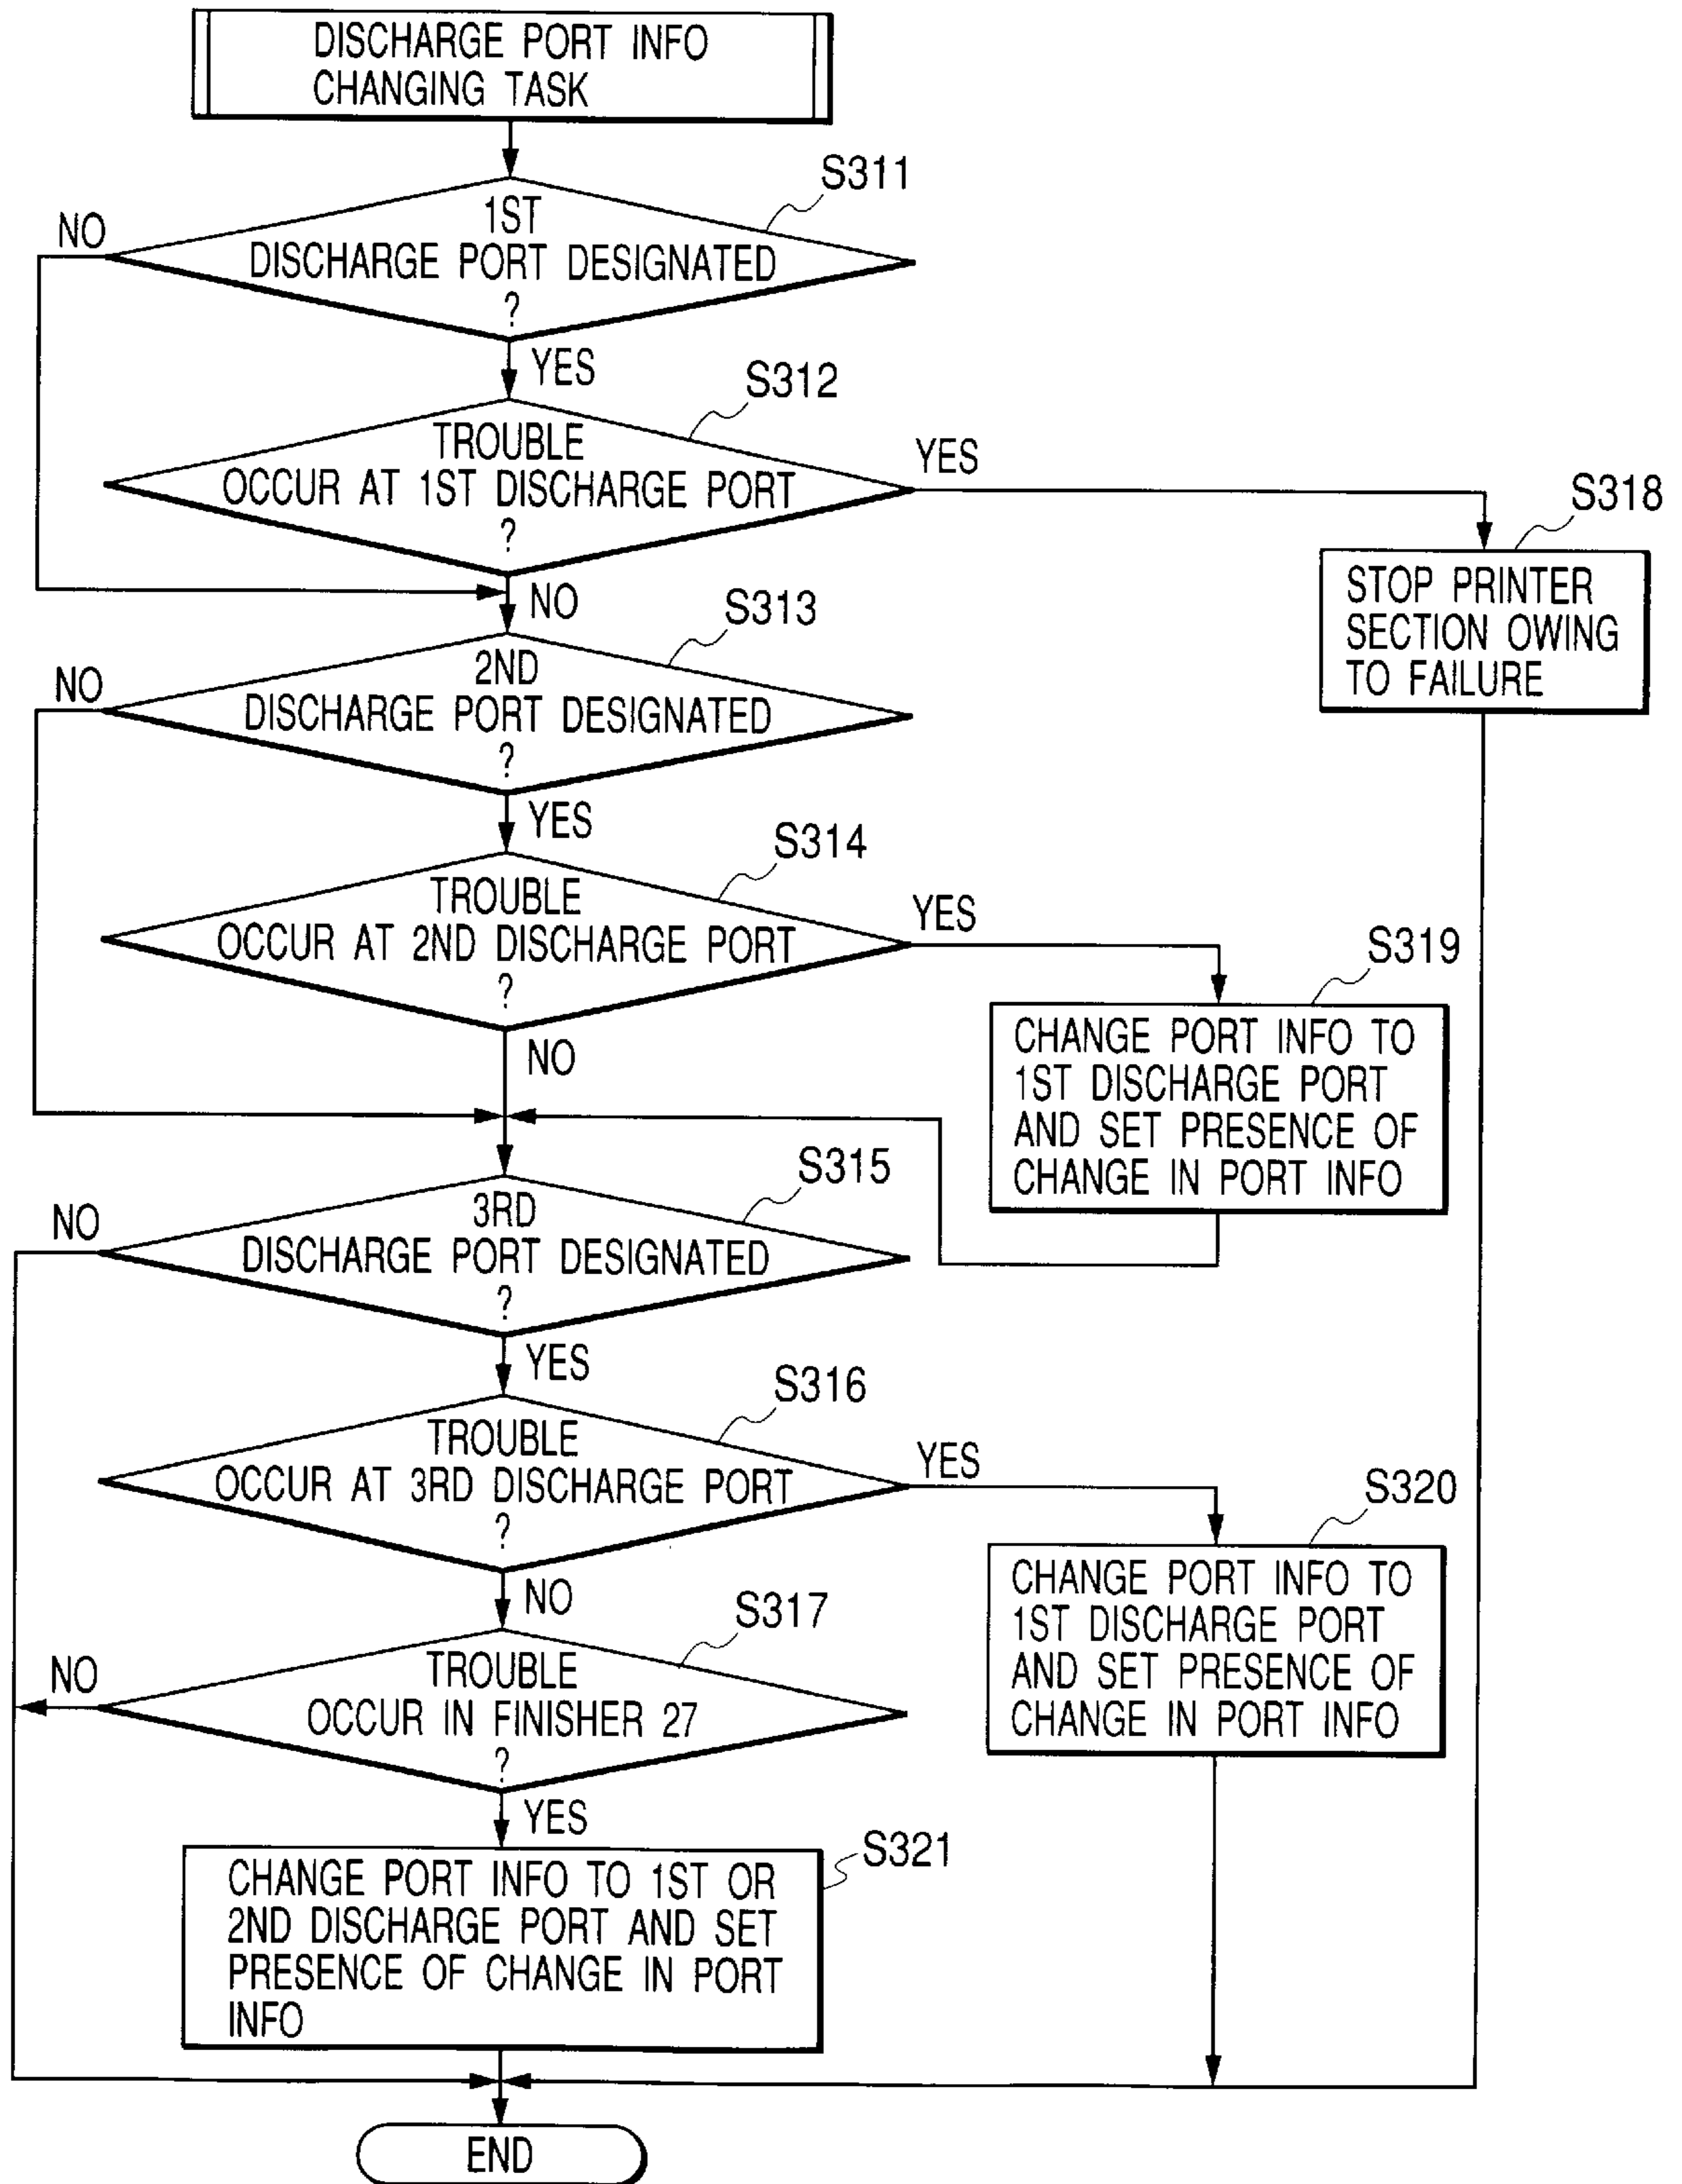 DISCHARGE PORT INFO
CHANGING TASK
S311
NO
1ST
DISCHARGE PORT DESIGNATED
?
YES
S312
TROUBLE
OCCUR AT 1ST DISCHARGE PORT
?
YES
S318
STOP PRINTER
SECTION OWING
TO FAILURE
NO
S313
NO
2ND
DISCHARGE PORT DESIGNATED
?
YES
S314
TROUBLE
OCCUR AT 2ND DISCHARGE PORT
?
YES
S319
CHANGE PORT INFO TO
1ST DISCHARGE PORT
AND SET PRESENCE OF
CHANGE IN PORT INFO
NO
S315
NO
3RD
DISCHARGE PORT DESIGNATED
?
YES
S316
TROUBLE
OCCUR AT 3RD DISCHARGE PORT
?
YES
S320
CHANGE PORT INFO TO
1ST DISCHARGE PORT
AND SET PRESENCE OF
CHANGE IN PORT INFO
NO
S317
NO
TROUBLE
OCCUR IN FINISHER 27
?
YES
S321
CHANGE PORT INFO TO 1ST OR
2ND DISCHARGE PORT AND SET
PRESENCE OF CHANGE IN PORT
INFO
END